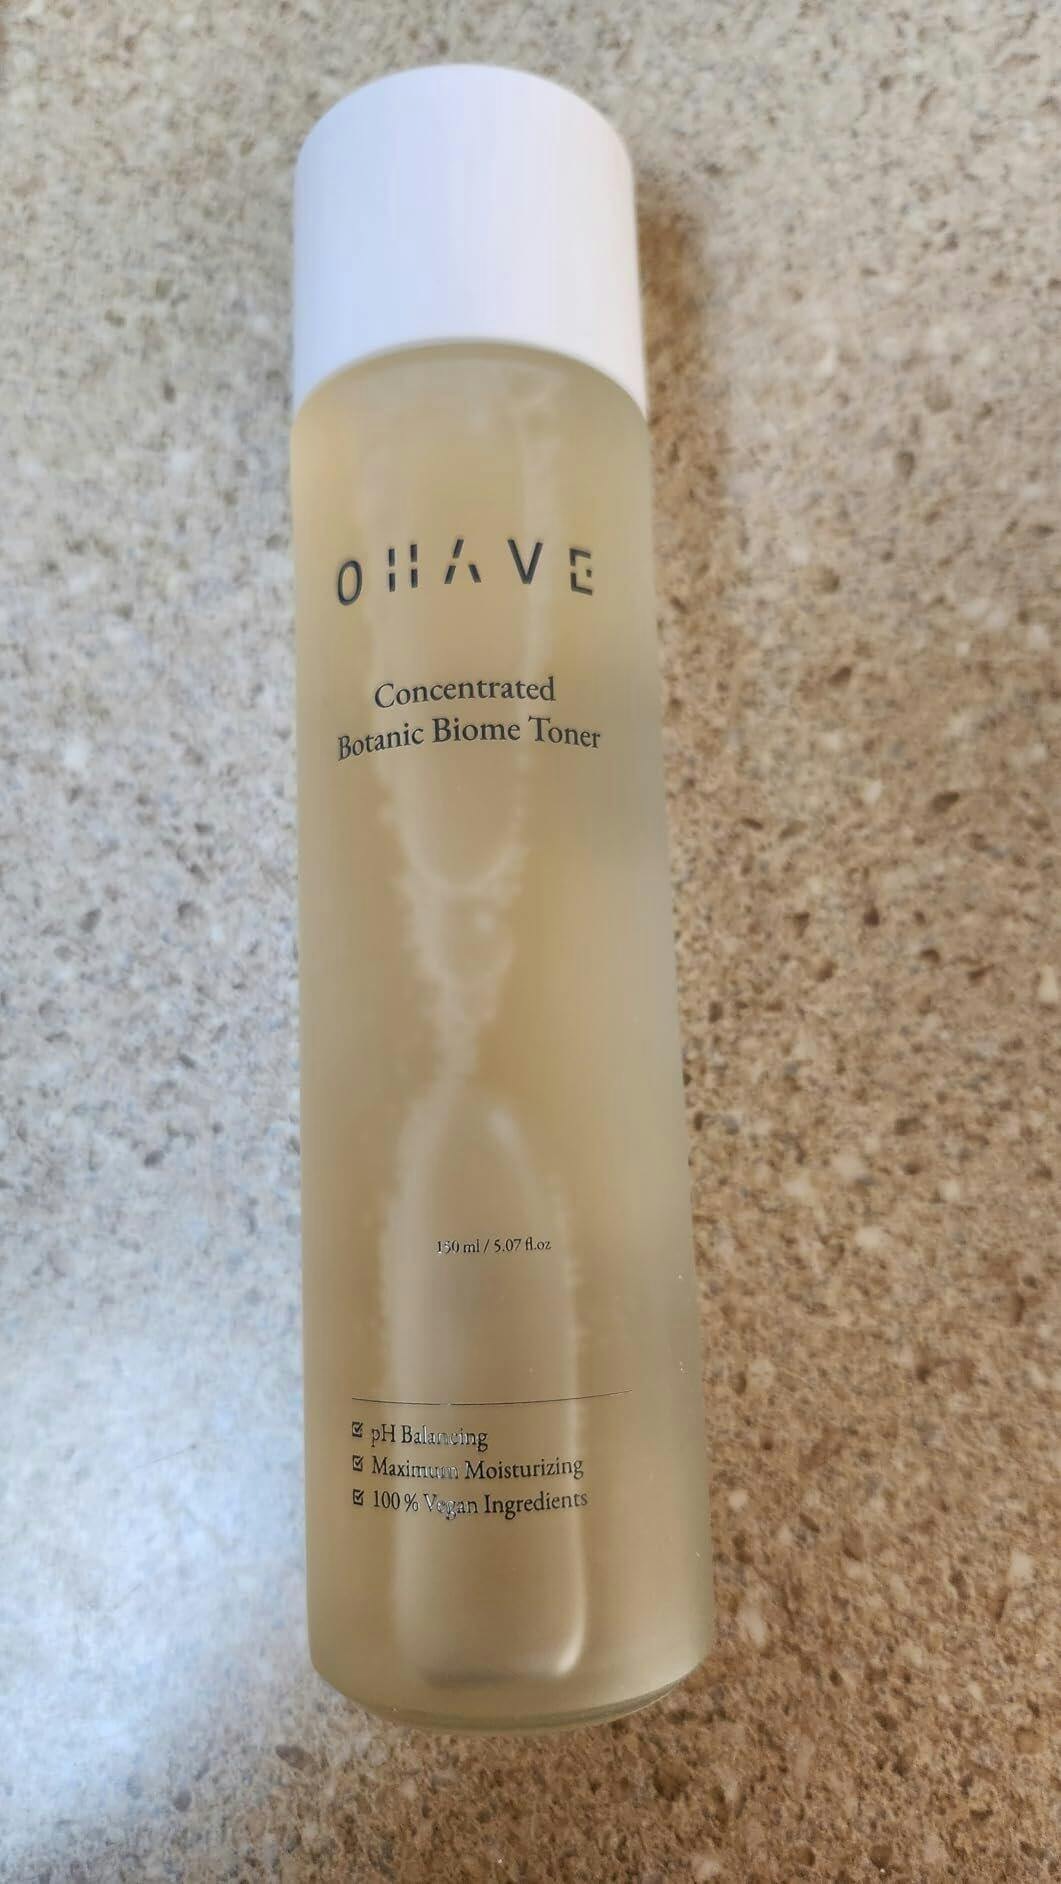 OHAVE
Concentrated
Botanic Biome Toner
150 ml / 5.07 fl.oz
pH Balancing
Maximum Moisturizing
100% Vegan Ingredients